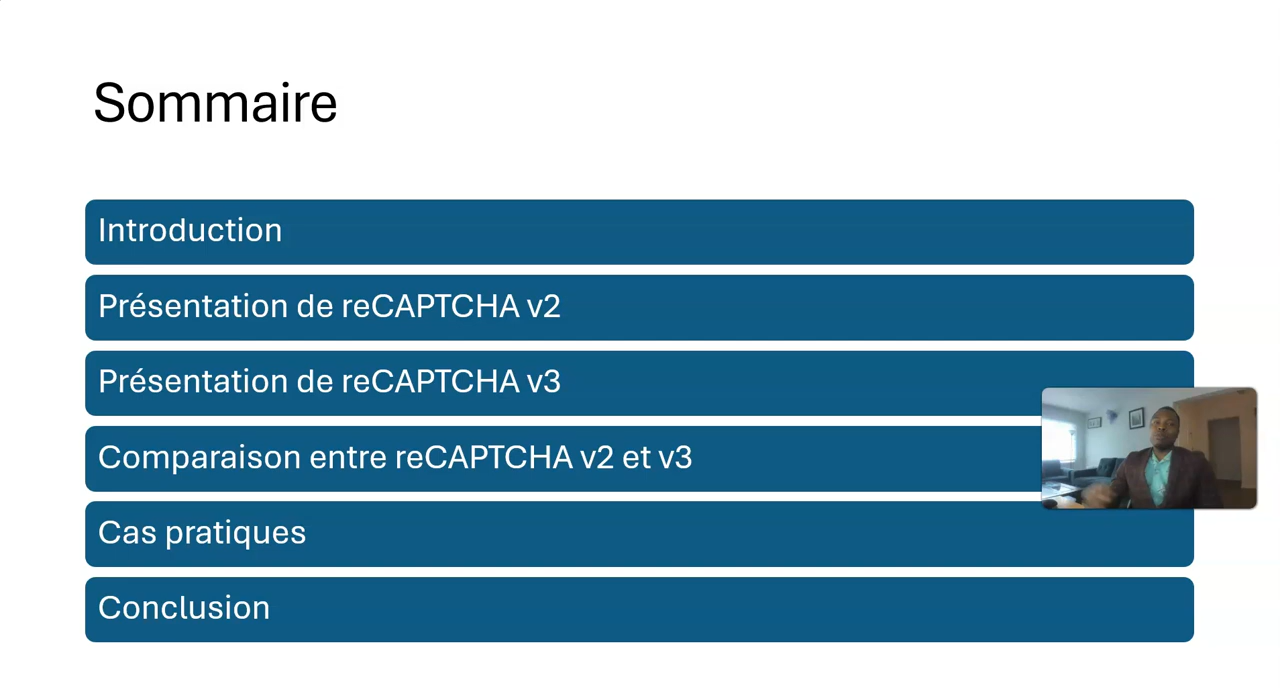 Sommaire
Introduction
Présentation de reCAPTCHA v2
Présentation de reCAPTCHA v3
Comparaison entre reCAPTCHA v2 et v3
Cas pratiques
Conclusion